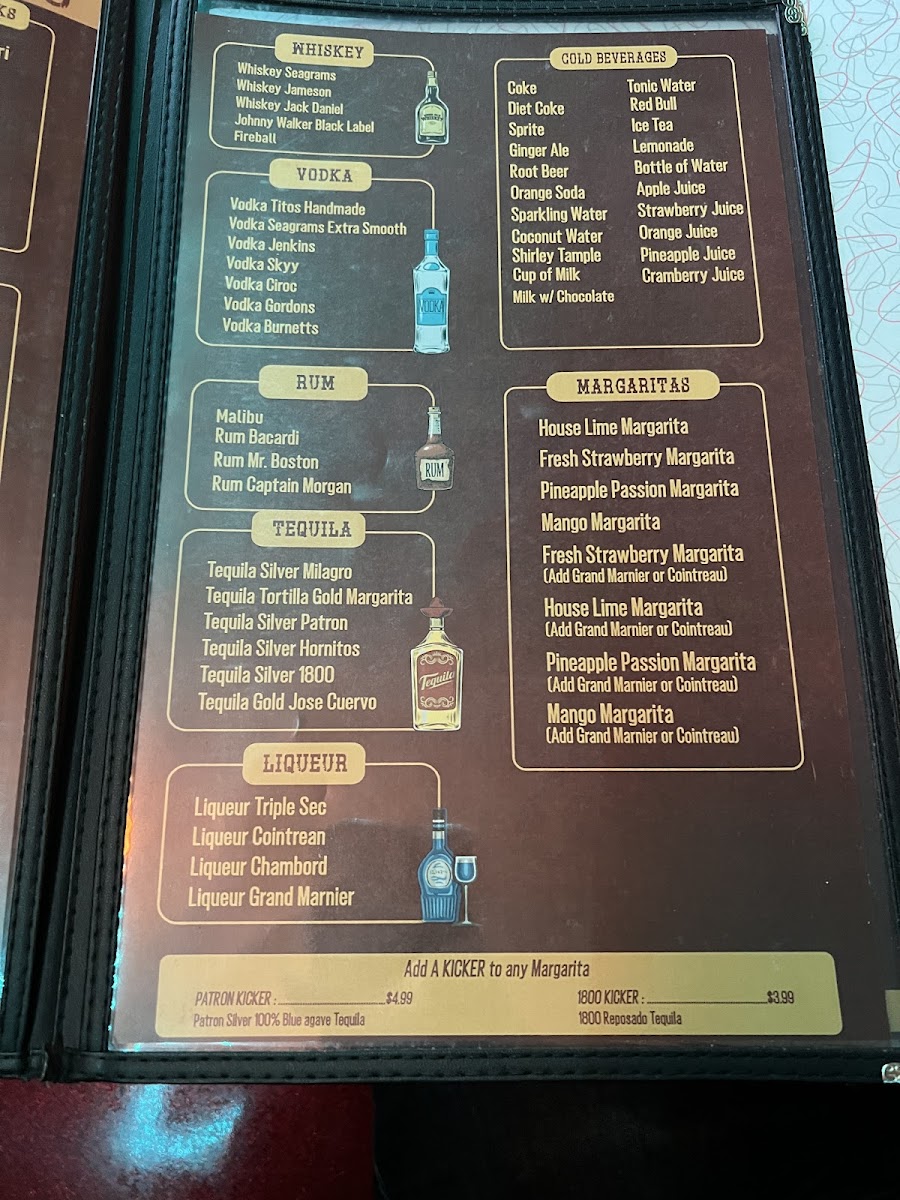 KS
ri
WHISKEY
Whiskey Seagrams
Whiskey Jameson
Whiskey Jack Daniel
Johnny Walker Black Label
Fireball
VODKA
Vodka Titos Handmade
Vodka Seagrams Extra Smooth
Vodka Jenkins
Vodka Skyy
Vodka Ciroc
Vodka Gordons
Vodka Burnetts
VODKA
RUM
Malibu
Rum Bacardi
Rum Mr. Boston
Rum Captain Morgan
RUM
TEQUILA
Tequila Silver Milagro
Tequila Tortilla Gold Margarita
Tequila Silver Patron
Tequila Silver Hornitos
Tequila Silver 1800
Tequila Gold Jose Cuervo
Tequila
LIQUEUR
Liqueur Triple Sec
Liqueur Cointrean
Liqueur Chambord
Liqueur Grand Marnier
COLD BEVERAGES
Coke
Diet Coke
Sprite
Ginger Ale
Root Beer
Orange Soda
Sparkling Water
Coconut Water
Shirley Tample
Cup of Milk
Milk w/ Chocolate
Tonic Water
Red Bull
Ice Tea
Lemonade
Bottle of Water
Apple Juice
Strawberry Juice
Orange Juice
Pineapple Juice
Cramberry Juice
MARGARITAS
House Lime Margarita
Fresh Strawberry Margarita
Pineapple Passion Margarita
Mango Margarita
Fresh Strawberry Margarita
(Add Grand Marnier or Cointreau)
House Lime Margarita
(Add Grand Marnier or Cointreau)
Pineapple Passion Margarita
(Add Grand Marnier or Cointreau)
Mango Margarita
(Add Grand Marnier or Cointreau)
Add A KICKER to any Margarita
PATRON KICKER : $4.99
Patron Silver 100% Blue agave Tequila
1800 KICKER : $3.99
1800 Reposado Tequila